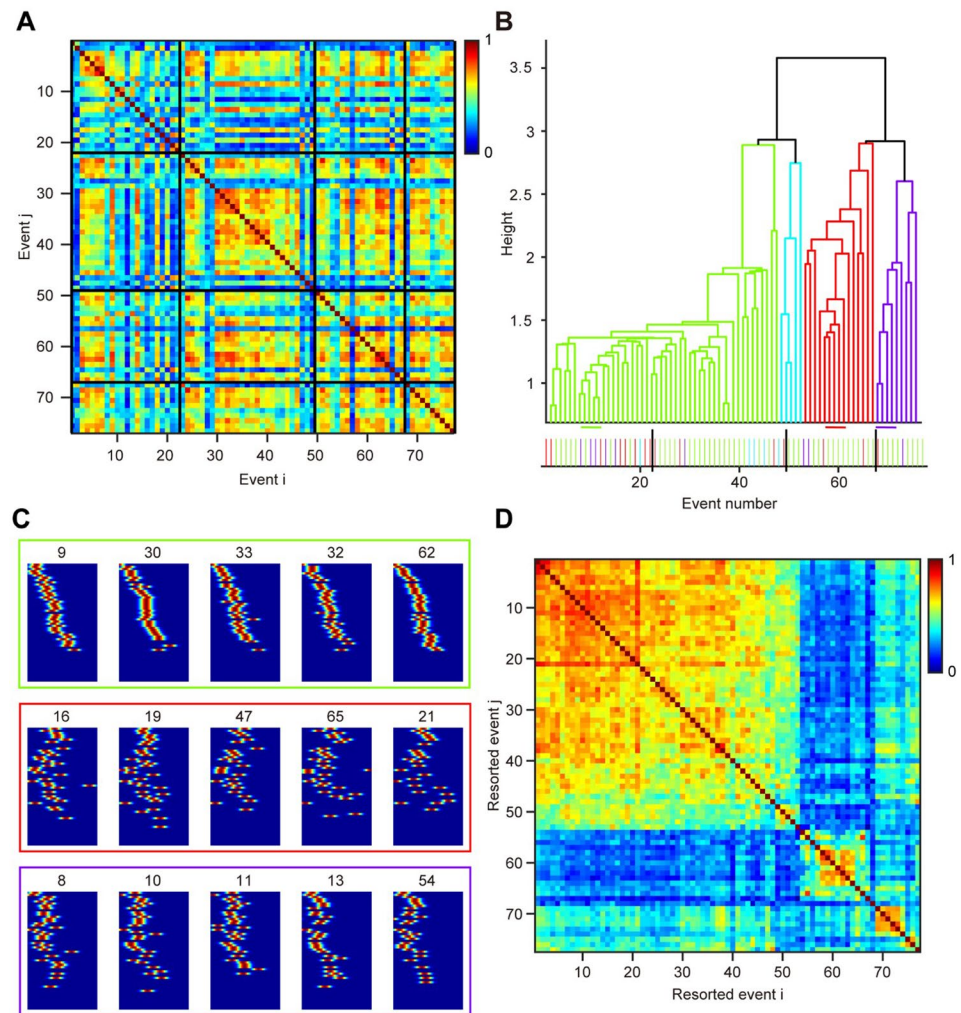 A
B
1
0
10
20
30
40
50
60
70
Event j
10 20 30 40 50 60 70
Event i
3.5
3
2.5
2
1.5
1
Height
20 40 60
Event number
C
9 30 33 32 62
16 19 47 65 21
8 10 11 13 54
D
1
0
10
20
30
40
50
60
70
Resorted event j
10 20 30 40 50 60 70
Resorted event i